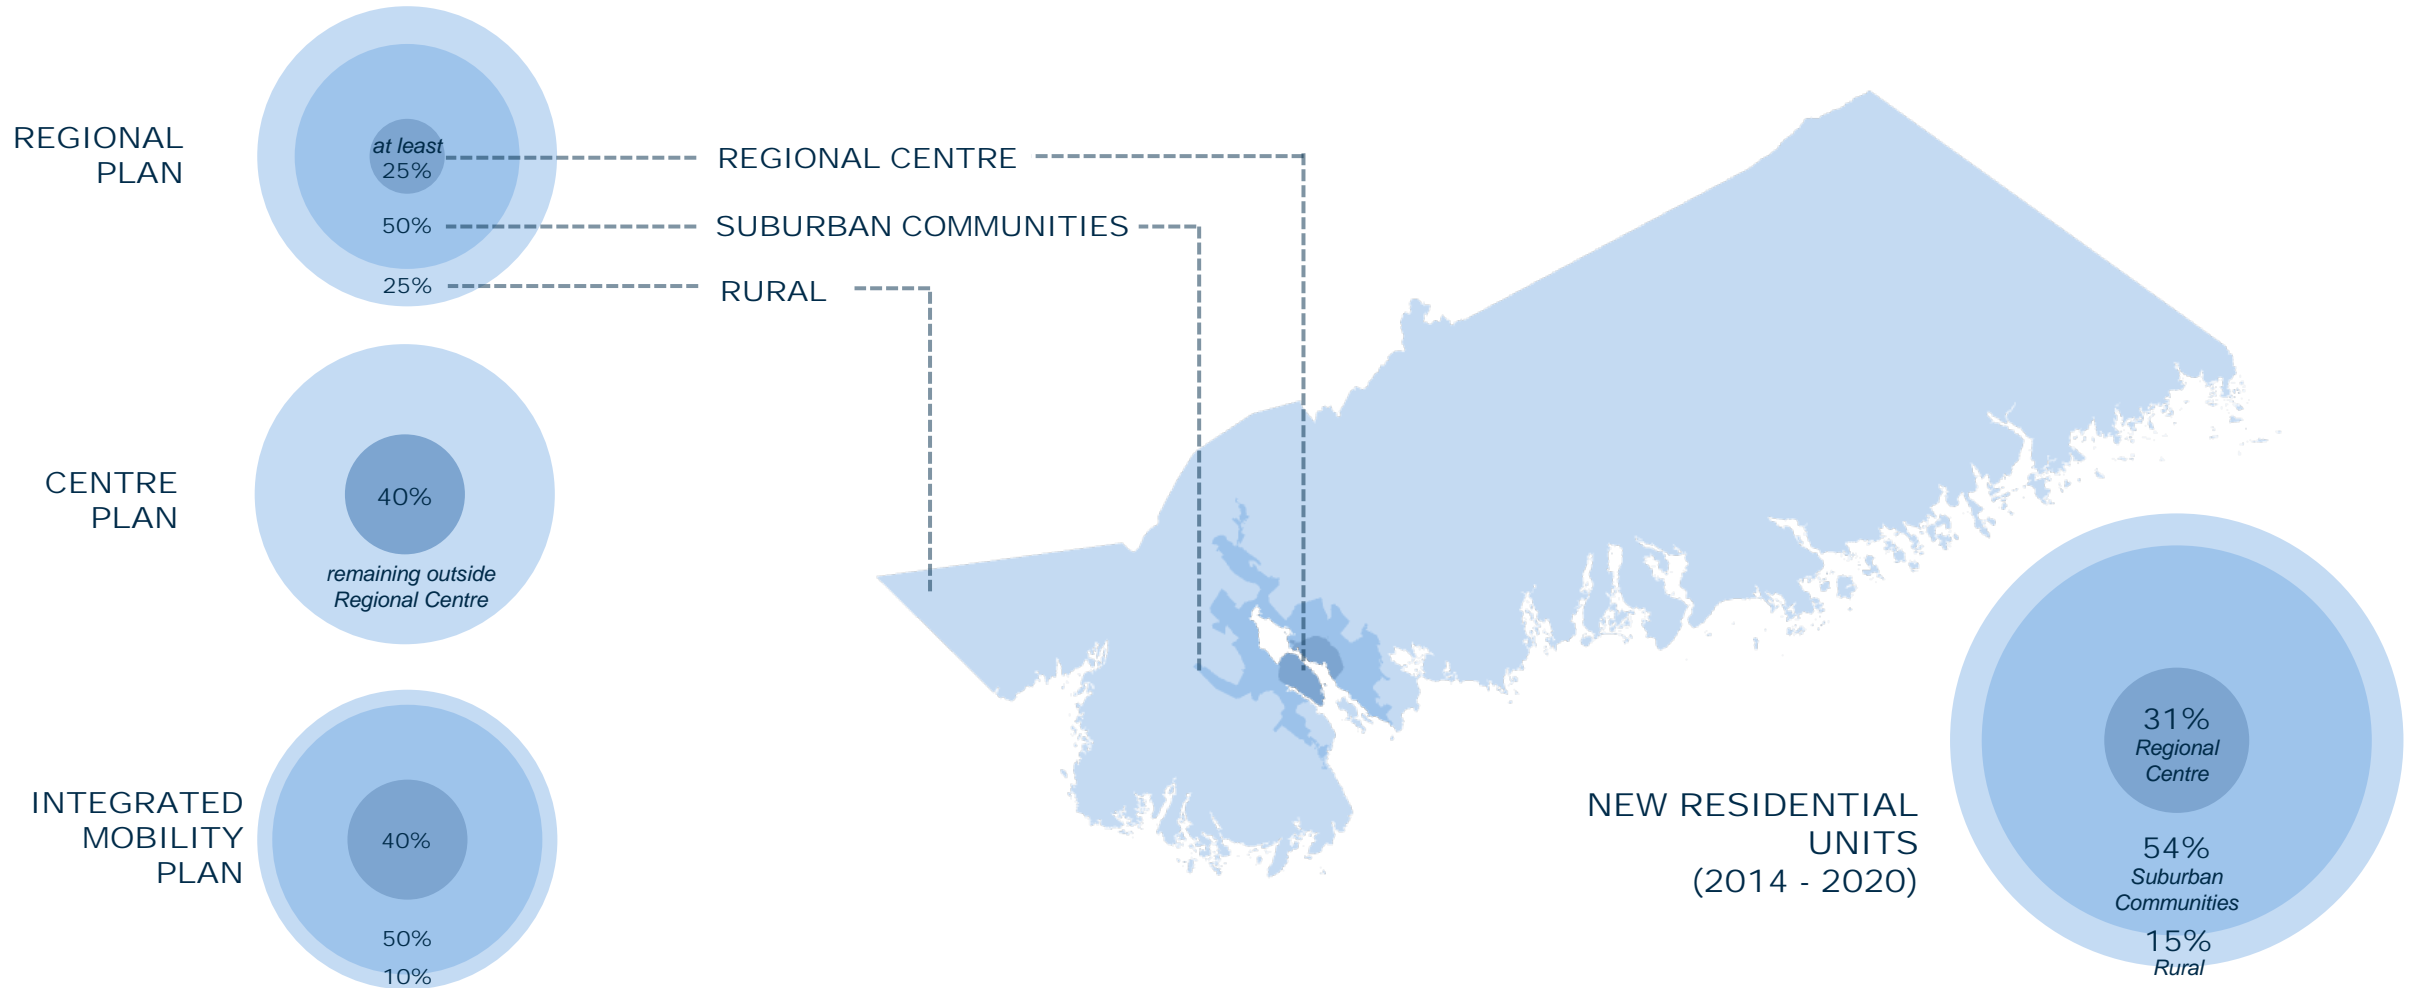 REGIONAL
PLAN
at least
25%
50%
25%
REGIONAL CENTRE
SUBURBAN COMMUNITIES
RURAL
CENTRE
PLAN
40%
remaining outside
Regional Centre
INTEGRATED
MOBILITY
PLAN
40%
50%
10%
NEW RESIDENTIAL
UNITS
(2014 - 2020)
31%
Regional
Centre
54%
Suburban
Communities
15%
Rural